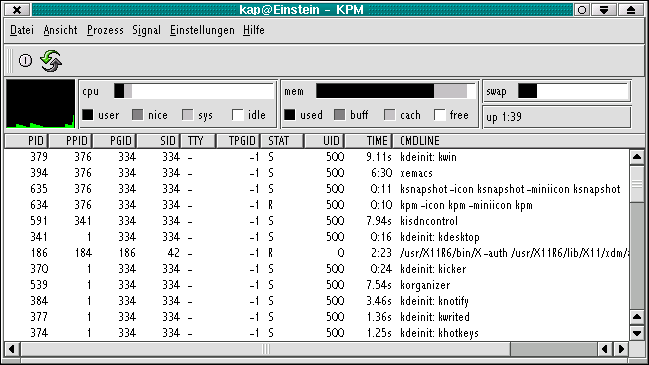 kap@Einstein - KPM
Datei Ansicht Prozess Signal Einstellungen Hilfe
cpu mem swap
user nice sys idle used buff cach free up 1:39
PID PPID PGID SID TTY TPGID STAT UID TIME CMDLINE
379 376 334 334 - -1 S 500 9.11s kdeinit: kwin
394 376 334 334 - -1 S 500 6:30 xemacs
635 376 334 334 - -1 S 500 0:11 ksnapshot -icon ksnapshot -miniicon ksnapshot
634 376 334 334 - -1 R 500 0:10 kpm -icon kpm -miniicon kpm
591 341 334 334 - -1 S 500 7.94s kisdncontrol
341 1 334 334 - -1 S 500 0:16 kdeinit: kdesktop
186 184 186 42 - -1 R 0 2:23 /usr/X11R6/bin/X -auth /usr/X11R6/lib/X11/xdm/
370 1 334 334 - -1 S 500 0:24 kdeinit: kicker
539 1 334 334 - -1 S 500 7.54s korganizer
384 1 334 334 - -1 S 500 3.46s kdeinit: knotify
377 1 334 334 - -1 S 500 1.36s kdeinit: kwrited
374 1 334 334 - -1 S 500 1.25s kdeinit: khotkeys